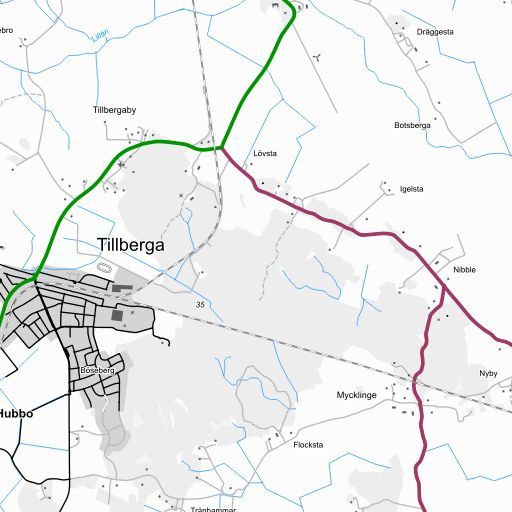 Dräggesta
ebro
Lillån
Tillbergaby
Botsberga
Lövsta
Igelsta
Tillberga
Nibble
35
Böseberg
Nyby
Mycklinge
Hubbo
Flocksta
Tränhammar